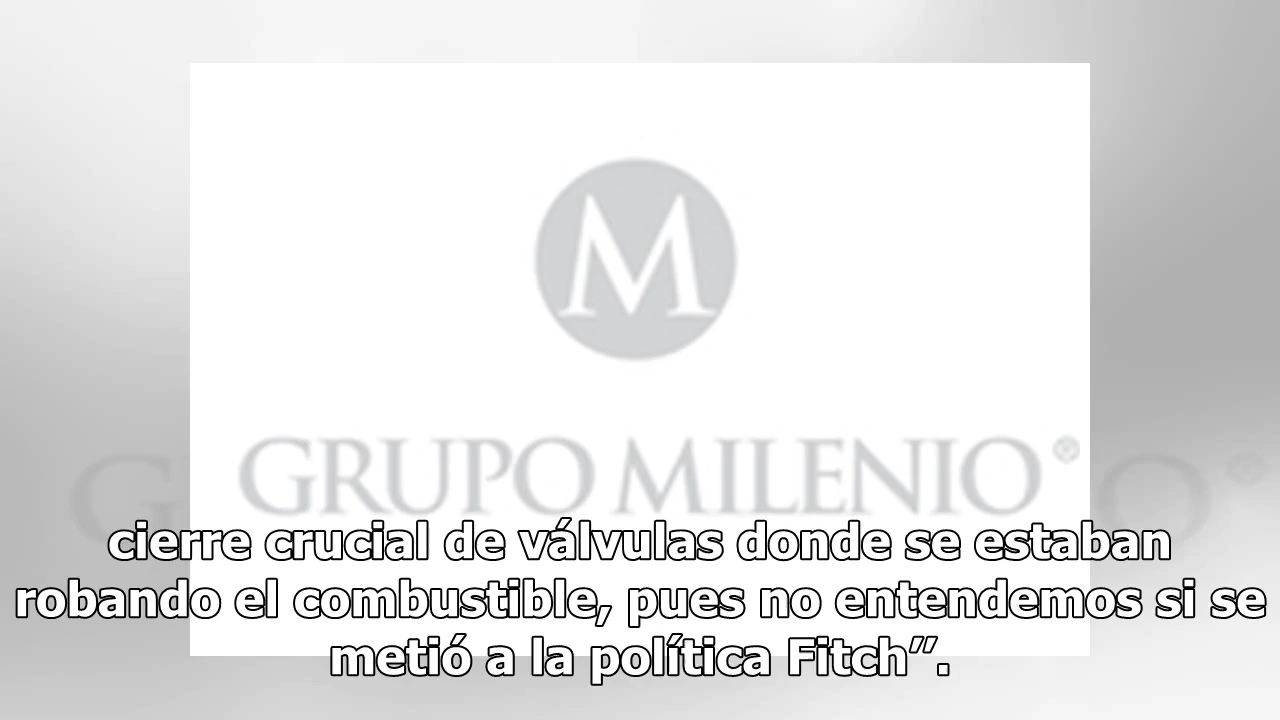 M
GRUPO MILENIO®
G O®
cierre crucial de válvulas donde se estaban
robando el combustible, pues no entendemos si se
metió a la política Fitch”.